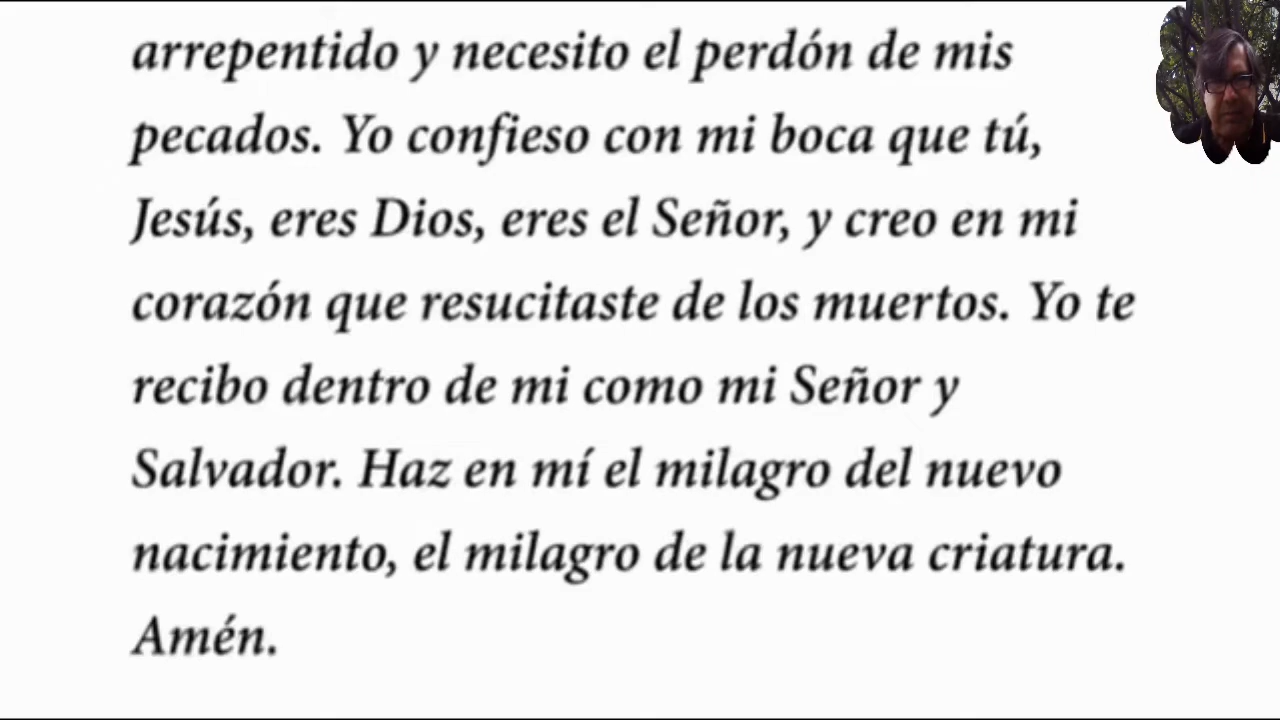 arrepentido y necesito el perdón de mis
pecados. Yo confieso con mi boca que tú,
Jesús, eres Dios, eres el Señor, y creo en mi
corazón que resucitaste de los muertos. Yo te
recibo dentro de mi como mi Señor y
Salvador. Haz en mí el milagro del nuevo
nacimiento, el milagro de la nueva criatura.
Amén.